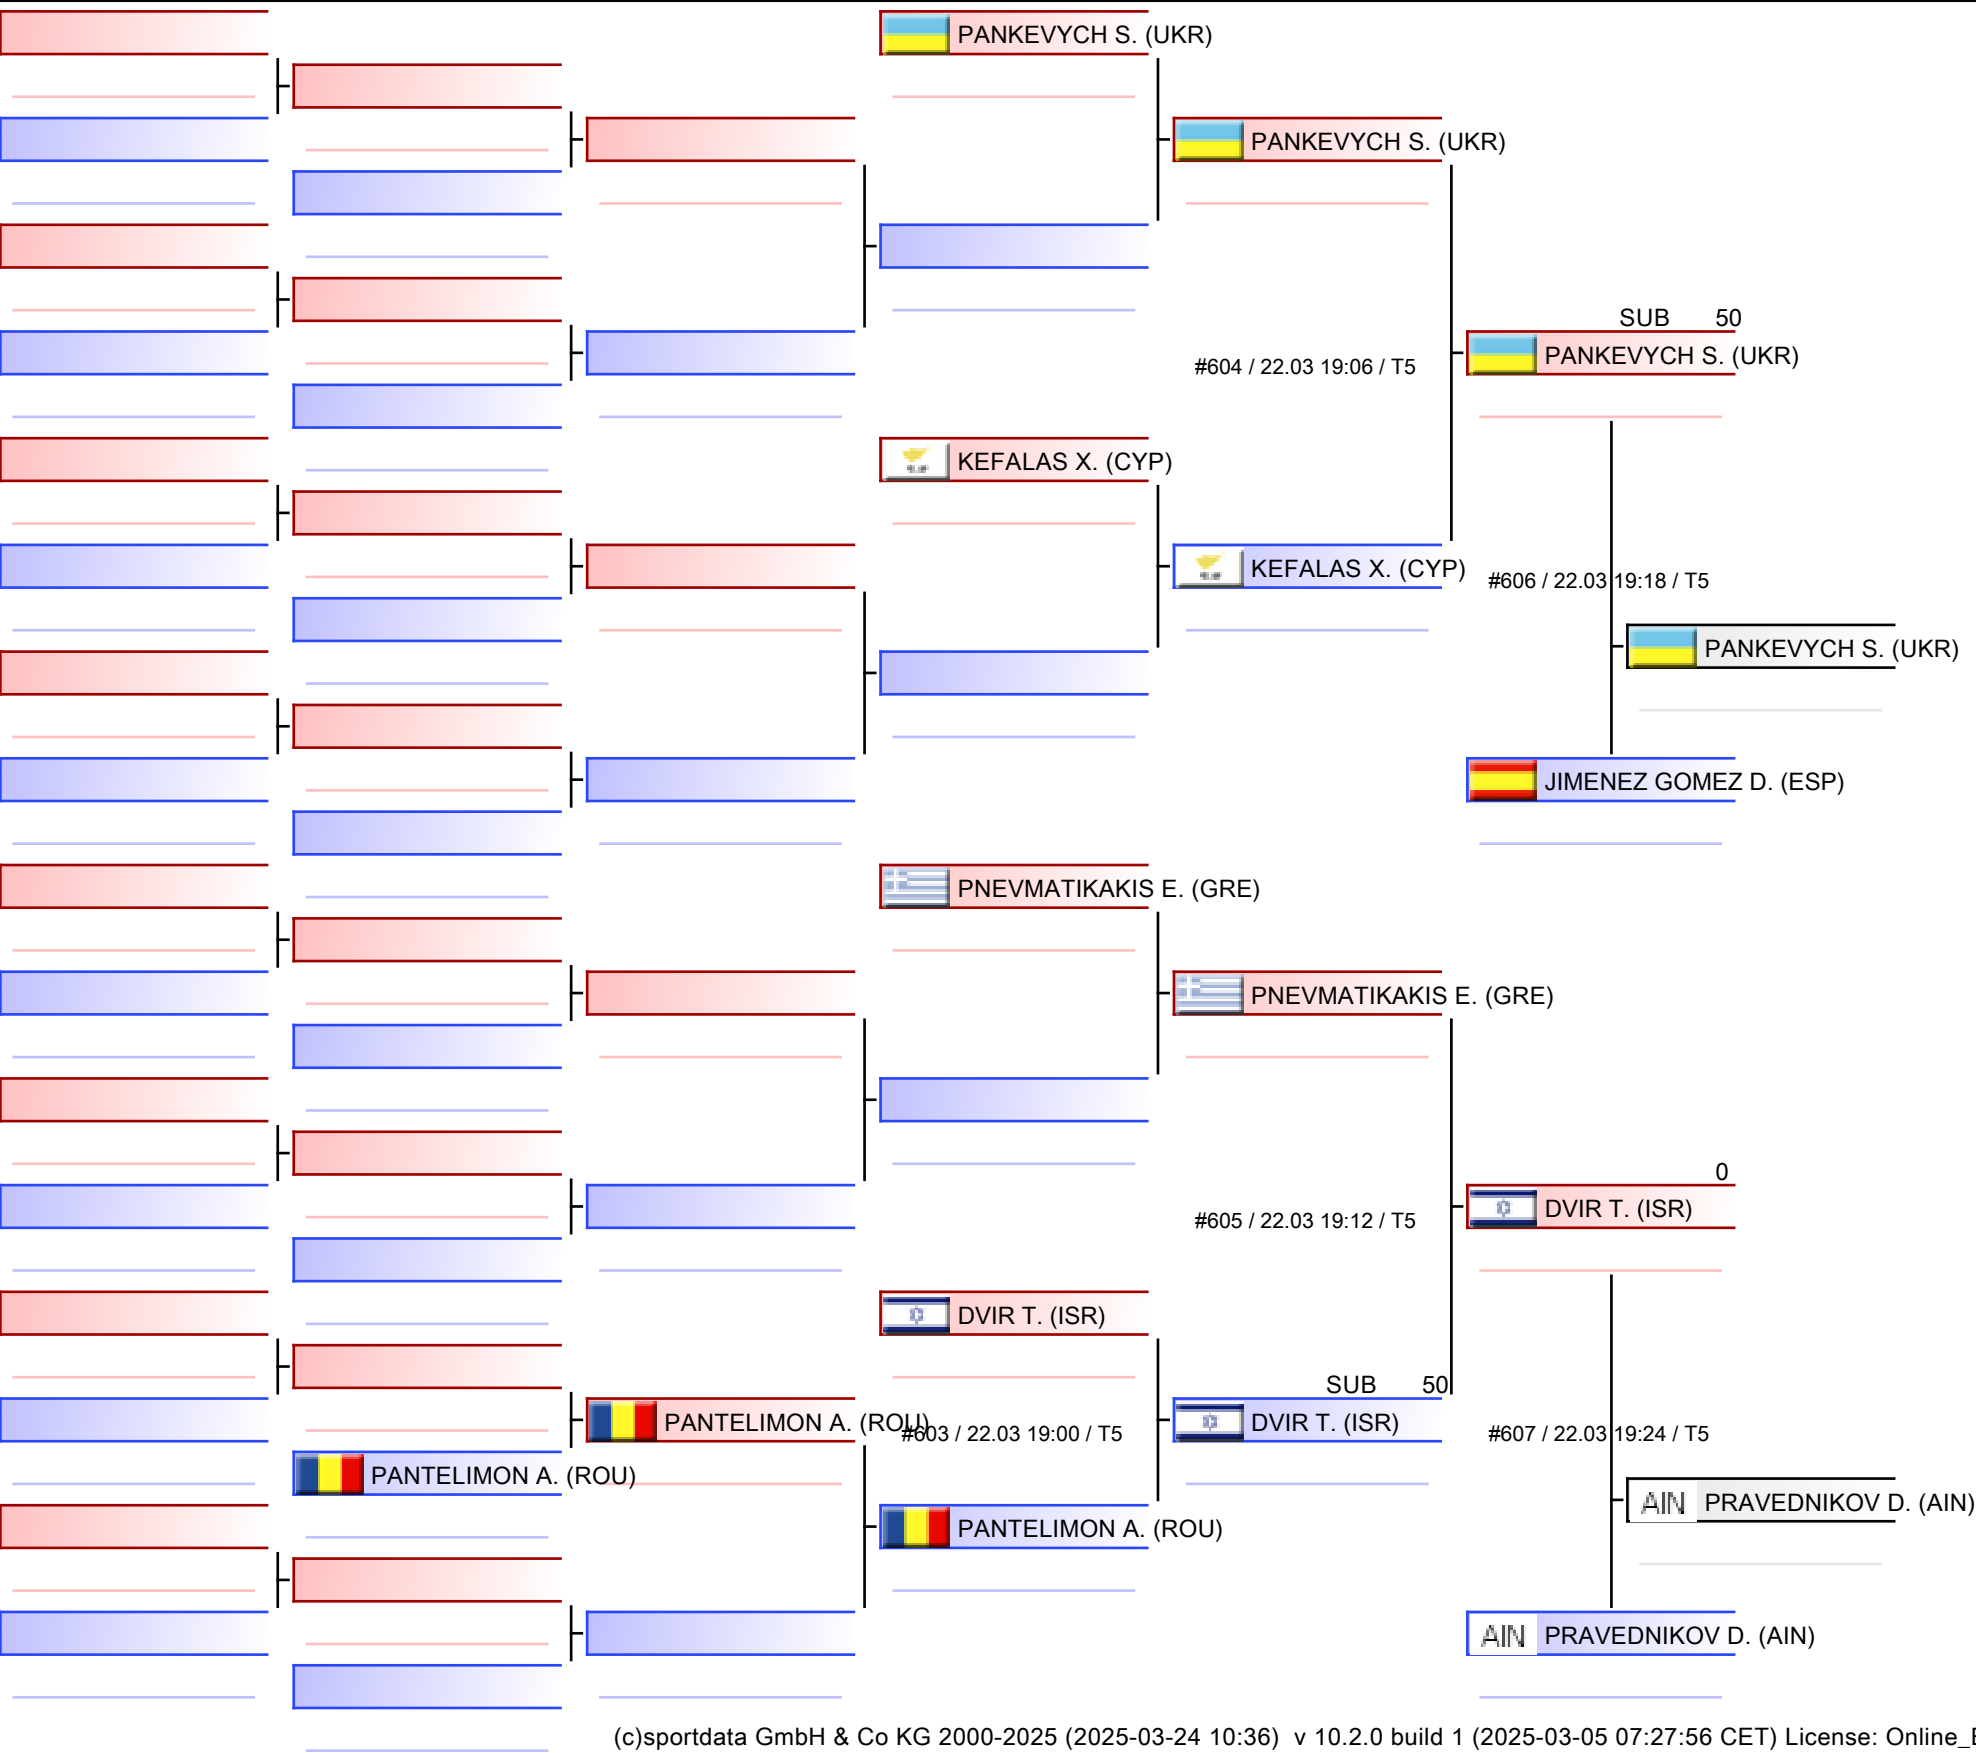 PANKEVYCH S. (UKR)
PANKEVYCH S. (UKR)
SUB 50
PANKEVYCH S. (UKR)
#604 / 22.03 19:06 / T5
KEFALAS X. (CYP)
KEFALAS X. (CYP)
#606 / 22.03 19:18 / T5
PANKEVYCH S. (UKR)
JIMENEZ GOMEZ D. (ESP)
PNEVMATIKAKIS E. (GRE)
PNEVMATIKAKIS E. (GRE)
0
DVIR T. (ISR)
#605 / 22.03 19:12 / T5
DVIR T. (ISR)
SUB 50
DVIR T. (ISR)
PANTELIMON A. (ROU)
#603 / 22.03 19:00 / T5
#607 / 22.03 19:24 / T5
PANTELIMON A. (ROU)
AIN PRAVEDNIKOV D. (AIN)
PANTELIMON A. (ROU)
AIN PRAVEDNIKOV D. (AIN)
(c)sportdata GmbH & Co KG 2000-2025 (2025-03-24 10:36) v 10.2.0 build 1 (2025-03-05 07:27:56 CET) License: Online_